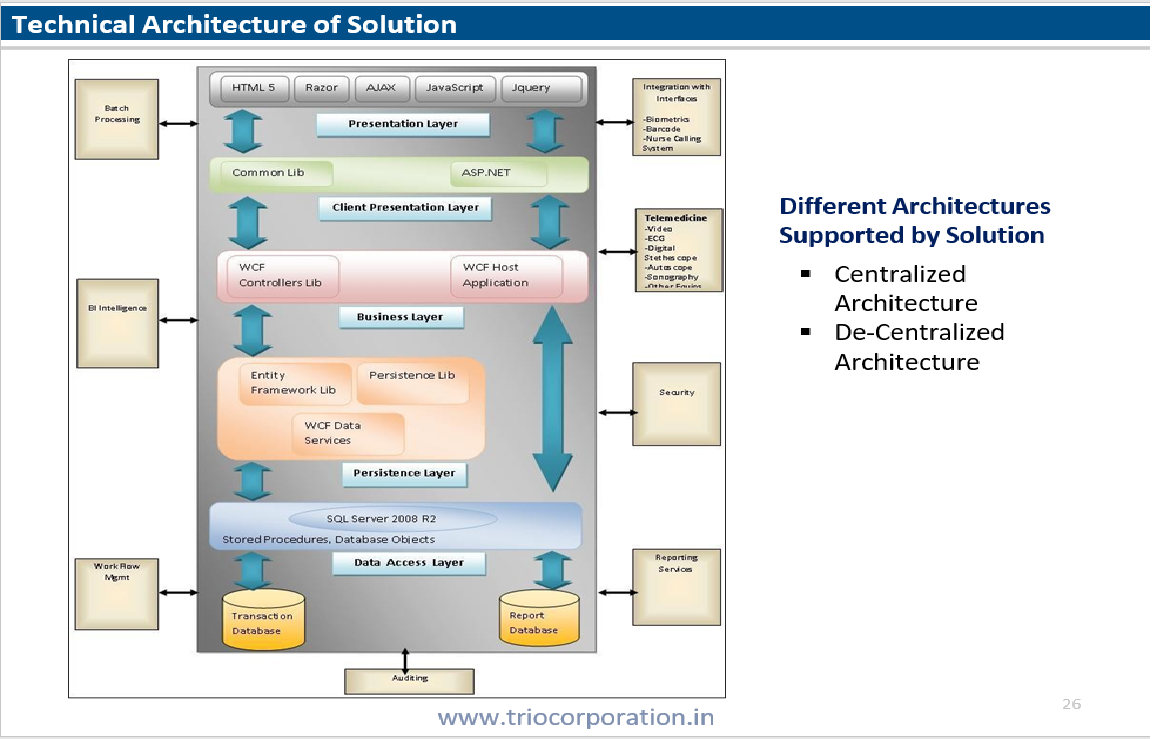 Technical Architecture of Solution
HTML 5
Razor
AJAX
JavaScript
Jquery
Presentation Layer
Common Lib
ASP.NET
Client Presentation Layer
WCF
Controllers Lib
WCF Host
Application
Business Layer
Entity
Framework Lib
Persistence Lib
WCF Data
Services
Persistence Layer
SQL Server 2008 R2
Stored Procedures, Database Objects
Data Access Layer
Transaction
Database
Report
Database
Batch
Processing
BI Intelligence
Work Flow
Mgmt
Auditing
Integration with
Interfaces
-Biometrics
-Barcode
-Nurse Calling
System
Telemedicine
-Video
-ECG
-Digital
Stethescope
-Autoscope
-Sonography
-Other Equips
Security
Reporting
Services
Different Architectures
Supported by Solution
▪ Centralized
Architecture
▪ De-Centralized
Architecture
www.triocorporation.in
26